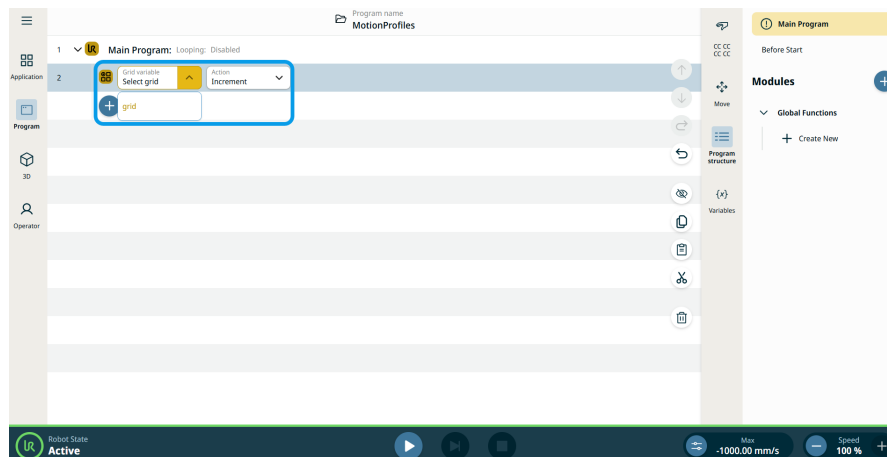 Program name
MotionProfiles
Application
Program
3D
Operator
1 Main Program: Looping: Disabled
2 Grid variable
Select grid
Action
Increment
grid
CC CC
CC CC
Move
Program
structure
{x}
Variables
Main Program
Before Start
Modules
Global Functions
Create New
UR
Robot State
Active
Max
-1000.00 mm/s
Speed
100 %